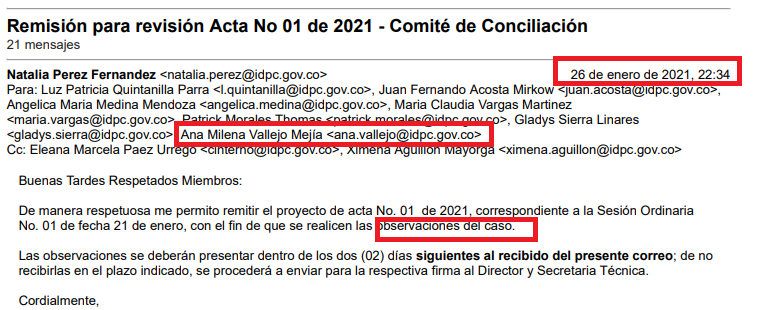 Remisión para revisión Acta No 01 de 2021 - Comité de Conciliación
21 mensajes
Natalia Perez Fernandez <natalia.perez@idpc.gov.co> 26 de enero de 2021, 22:34
Para: Luz Patricia Quintanilla Parra <l.quintanilla@idpc.gov.co>, Juan Fernando Acosta Mirkow <juan.acosta@idpc.gov.co>,
Angelica Maria Medina Mendoza <angelica.medina@idpc.gov.co>, Maria Claudia Vargas Martinez
<maria.vargas@idpc.gov.co>, Patrick Morales Thomas <patrick.morales@idpc.gov.co>, Gladys Sierra Linares
<gladys.sierra@idpc.gov.co>, Ana Milena Vallejo Mejía <ana.vallejo@idpc.gov.co>
Cc: Eleana Marcela Paez Urrego <cinterno@idpc.gov.co>, Ximena Aguillon Mayorga <ximena.aguillon@idpc.gov.co>
Buenas Tardes Respetados Miembros:
De manera respetuosa me permito remitir el proyecto de acta No. 01 de 2021, correspondiente a la Sesión Ordinaria
No. 01 de fecha 21 de enero, con el fin de que se realicen las observaciones del caso.
Las observaciones se deberán presentar dentro de los dos (02) días siguientes al recibido del presente correo; de no
recibirlas en el plazo indicado, se procederá a enviar para la respectiva firma al Director y Secretaria Técnica.
Cordialmente,